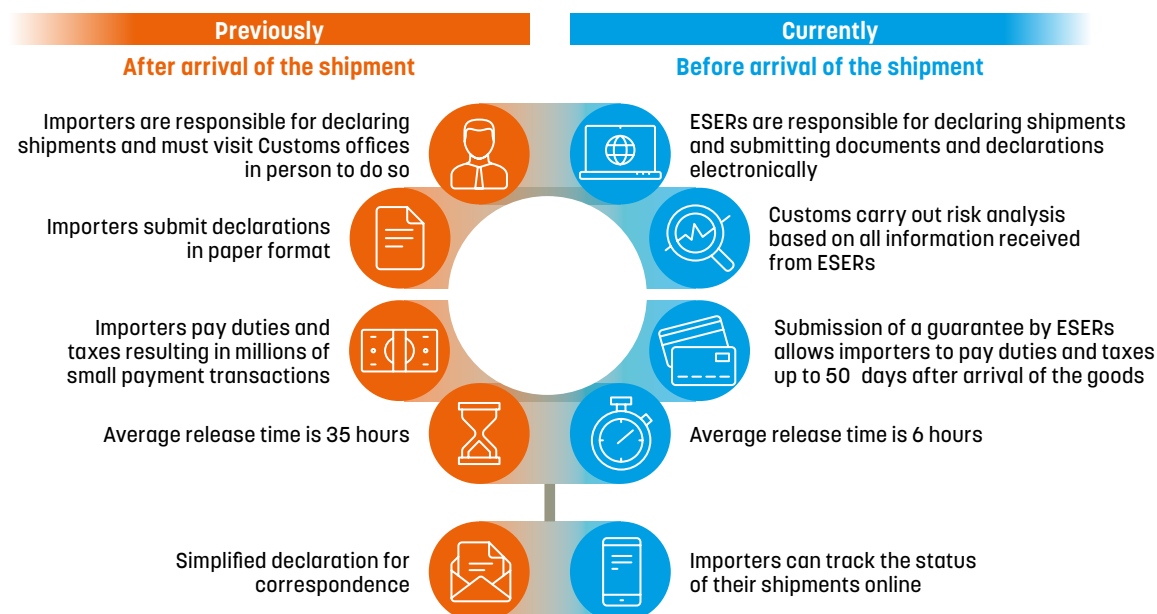 Previously
After arrival of the shipment
Importers are responsible for declaring
shipments and must visit Customs offices
in person to do so
Importers submit declarations
in paper format
Importers pay duties and
taxes resulting in millions of
small payment transactions
Average release time is 35 hours
Simplified declaration for
correspondence
Currently
Before arrival of the shipment
ESERs are responsible for declaring shipments
and submitting documents and declarations
electronically
Customs carry out risk analysis
based on all information received
from ESERs
Submission of a guarantee by ESERs
allows importers to pay duties and taxes
up to 50 days after arrival of the goods
Average release time is 6 hours
Importers can track the status
of their shipments online